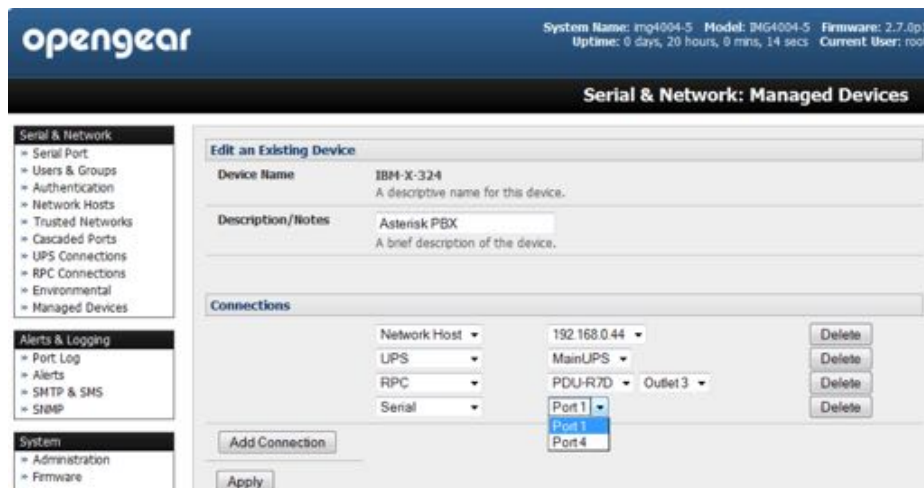 opengear
System Name: img4004-5 Model: IMG4004-5 Firmware: 2.7.0p
Uptime: 0 days, 20 hours, 0 mins, 14 secs Current User: roo
Serial & Network: Managed Devices
Serial & Network
» Serial Port
» Users & Groups
» Authentication
» Network Hosts
» Trusted Networks
» Cascaded Ports
» UPS Connections
» RPC Connections
» Environmental
» Managed Devices
Alerts & Logging
» Port Log
» Alerts
» SMTP & SMS
» SNMP
System
» Administration
» Firmware
Edit an Existing Device
Device Name IBM-X-324
A descriptive name for this device.
Description/Notes Asterisk PBX
A brief description of the device.
Connections
Network Host 192.168.0.44 Delete
UPS MainUPS Delete
RPC PDU-R7D Outlet 3 Delete
Serial Port 1 Delete
Port 1
Port 4
Add Connection
Apply